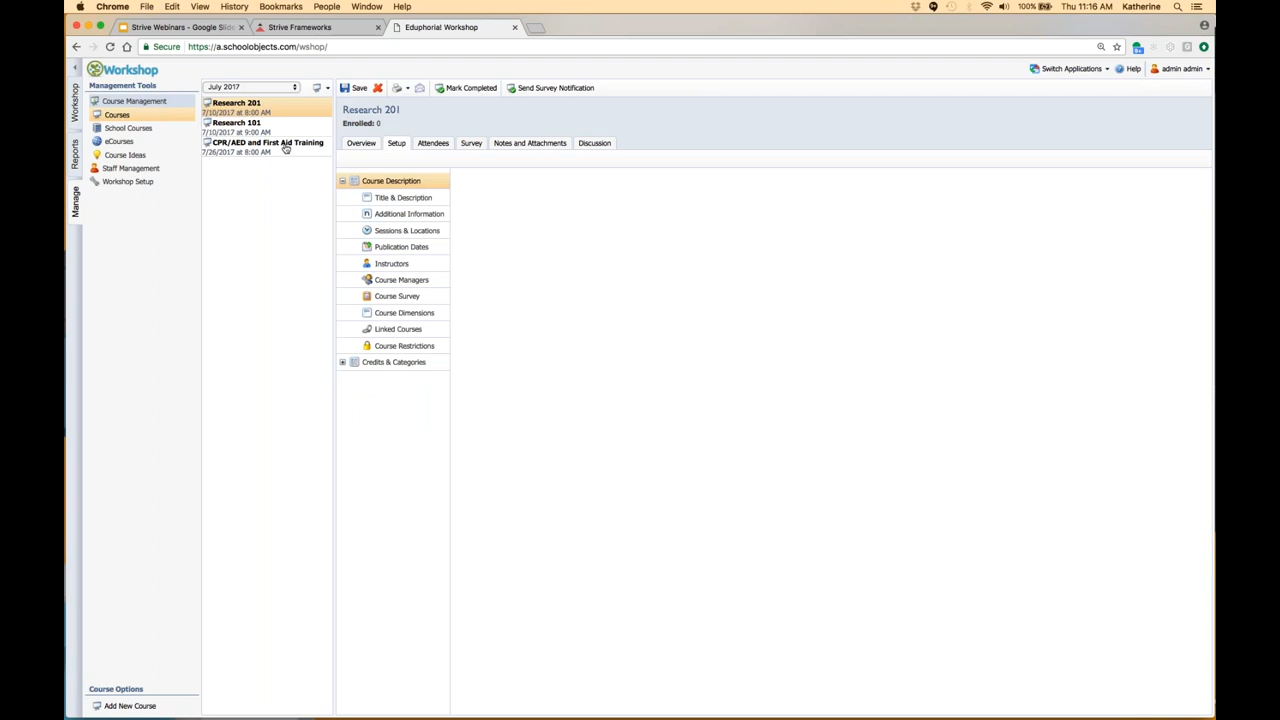 Chrome File Edit View History Bookmarks People Window Help 100% Thu 11:16 AM Katherine
Strive Webinars - Google Slide Strive Frameworks Eduphoria! Workshop
Secure https://a.schoolobjects.com/wshop/
Workshop Switch Applications Help admin admin
Management Tools July 2017 Save Mark Completed Send Survey Notification
Course Management
Courses
School Courses
eCourses
Course Ideas
Staff Management
Workshop Setup
Workshop
Reports
Manage
Research 201
7/10/2017 at 8:00 AM
Research 101
7/10/2017 at 9:00 AM
CPR/AED and First Aid Training
7/26/2017 at 8:00 AM
Research 201
Enrolled: 0
Overview Setup Attendees Survey Notes and Attachments Discussion
Course Description
Title & Description
Additional Information
Sessions & Locations
Publication Dates
Instructors
Course Managers
Course Survey
Course Dimensions
Linked Courses
Course Restrictions
Credits & Categories
Course Options
Add New Course